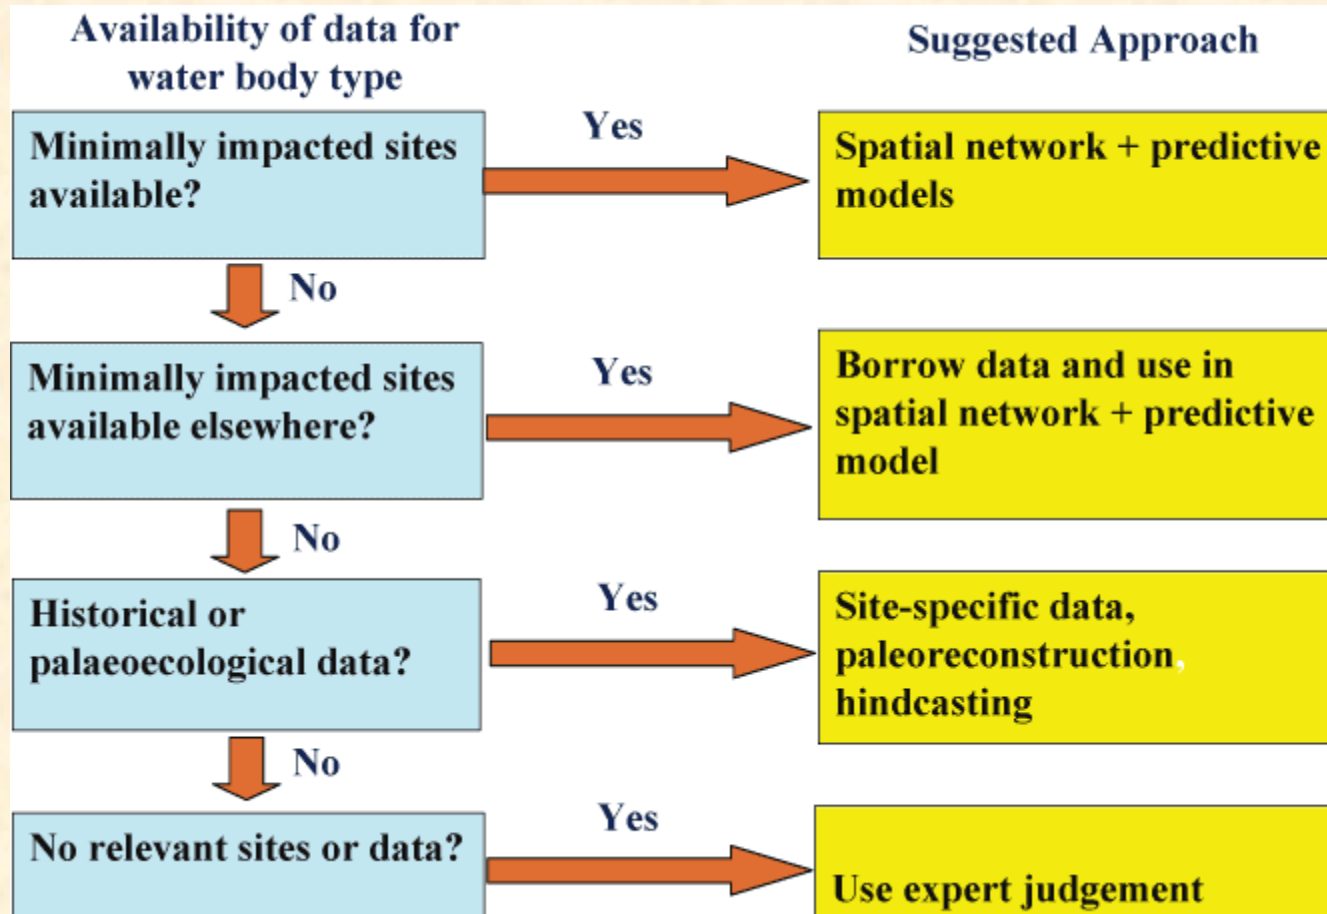 Availability of data for
water body type
Suggested Approach
Minimally impacted sites
available?
Yes
Spatial network + predictive
models
No
Minimally impacted sites
available elsewhere?
Yes
Borrow data and use in
spatial network + predictive
model
No
Historical or
palaeoecological data?
Yes
Site-specific data,
paleoreconstruction,
hindcasting
No
No relevant sites or data?
Yes
Use expert judgement